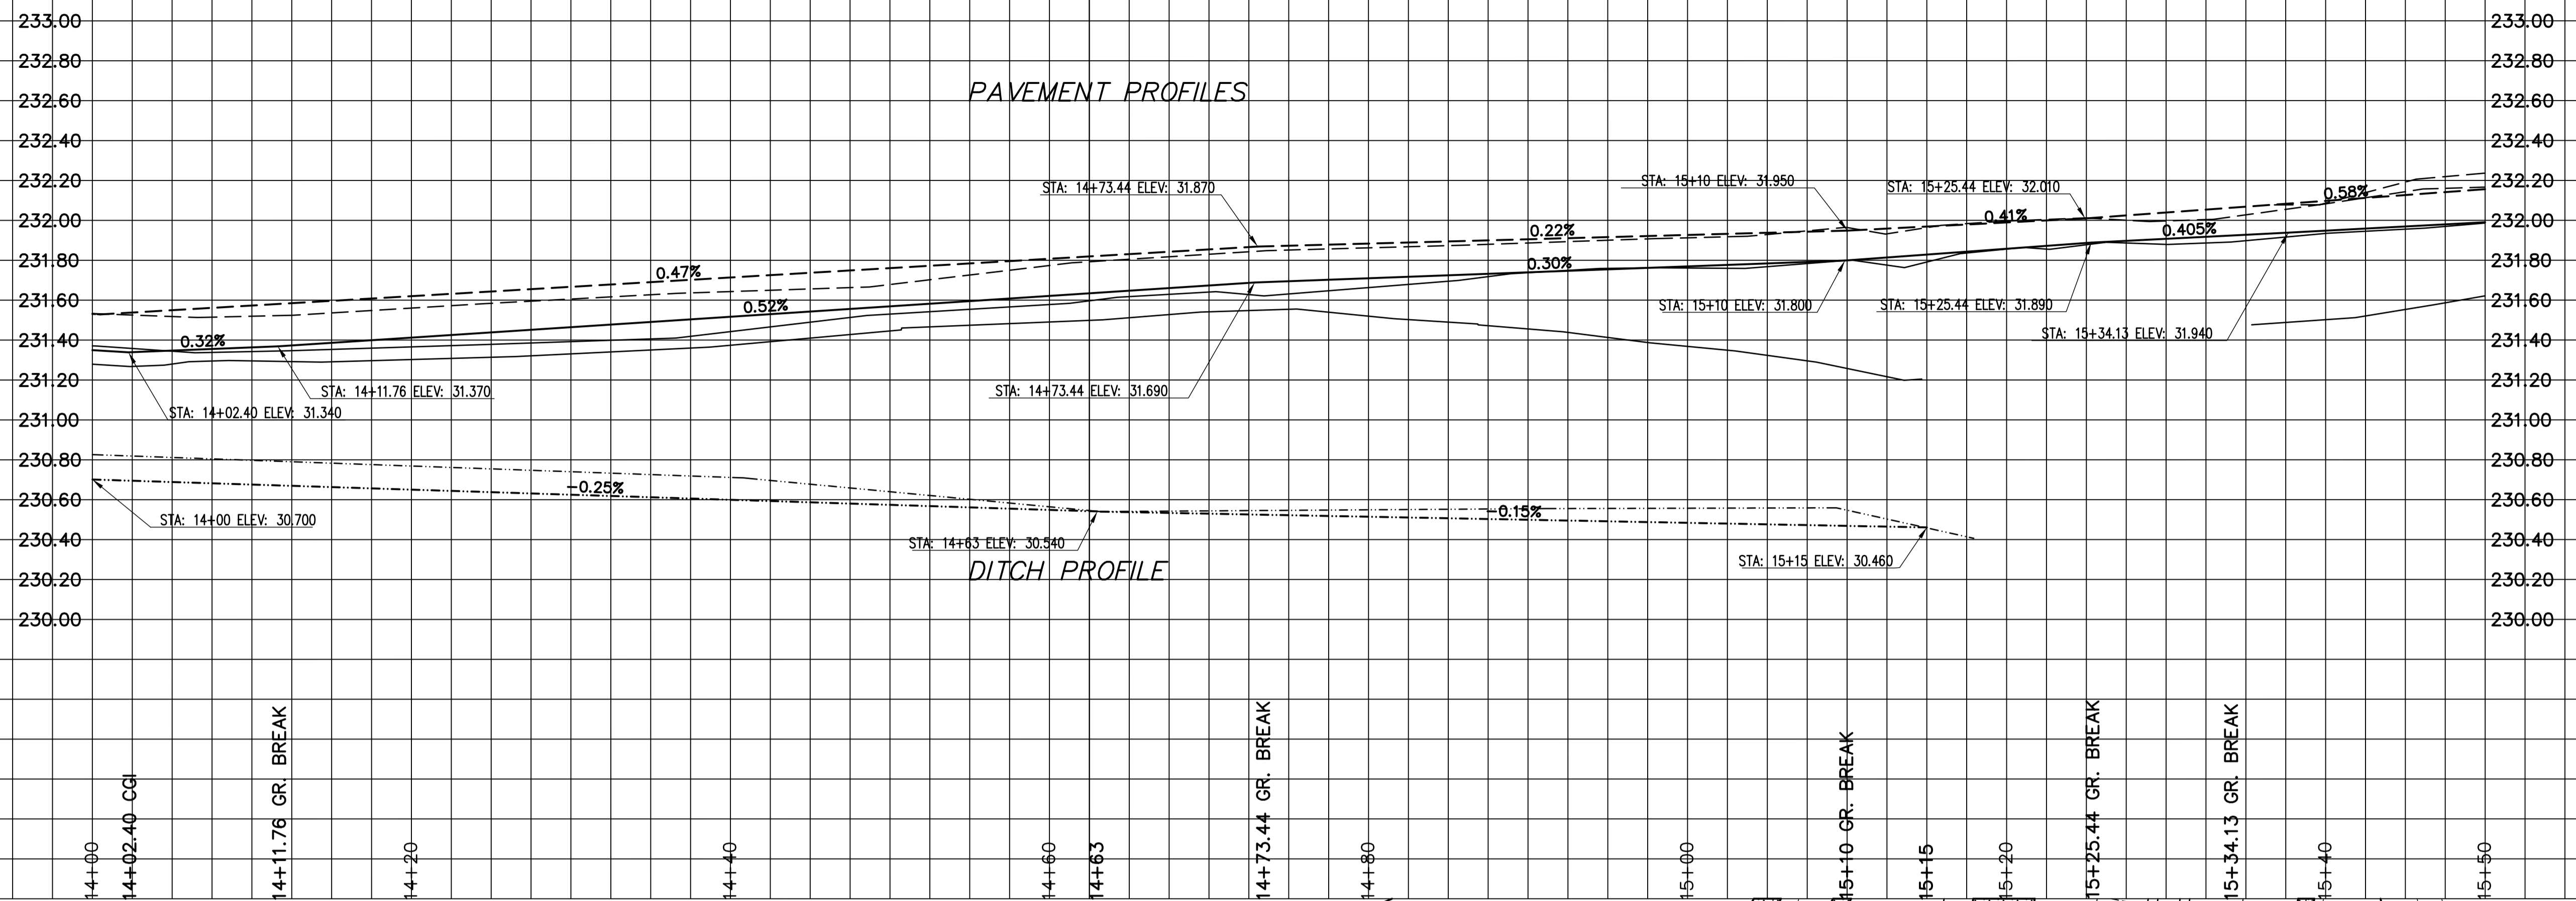 233.00 233.00
232.80 232.80
PAVEMENT PROFILES
232.60 232.60
232.40 232.40
232.20 232.20
STA: 14+73.44 ELEV: 31.870
STA: 15+10 ELEV: 31.950
STA: 15+25.44 ELEV: 32.010
0.58%
232.00 232.00
0.22%
0.41%
0.405%
231.80 231.80
0.47%
0.30%
231.60 231.60
0.52%
STA: 15+10 ELEV: 31.800
STA: 15+25.44 ELEV: 31.890
STA: 15+34.13 ELEV: 31.940
231.40 231.40
0.32%
231.20 231.20
STA: 14+11.76 ELEV: 31.370
STA: 14+73.44 ELEV: 31.690
STA: 14+02.40 ELEV: 31.340
231.00 231.00
230.80 230.80
-0.25%
230.60 230.60
-0.15%
STA: 14+00 ELEV: 30.700
STA: 14+63 ELEV: 30.540
230.40 230.40
STA: 15+15 ELEV: 30.460
DITCH PROFILE
230.20 230.20
230.00 230.00
14+00
14+02.40 CGI
14+11.76 GR. BREAK
14+20
14+40
14+60
14+63
14+73.44 GR. BREAK
14+80
15+00
15+10 GR. BREAK
15+15
15+20
15+25.44 GR. BREAK
15+34.13 GR. BREAK
15+40
15+50